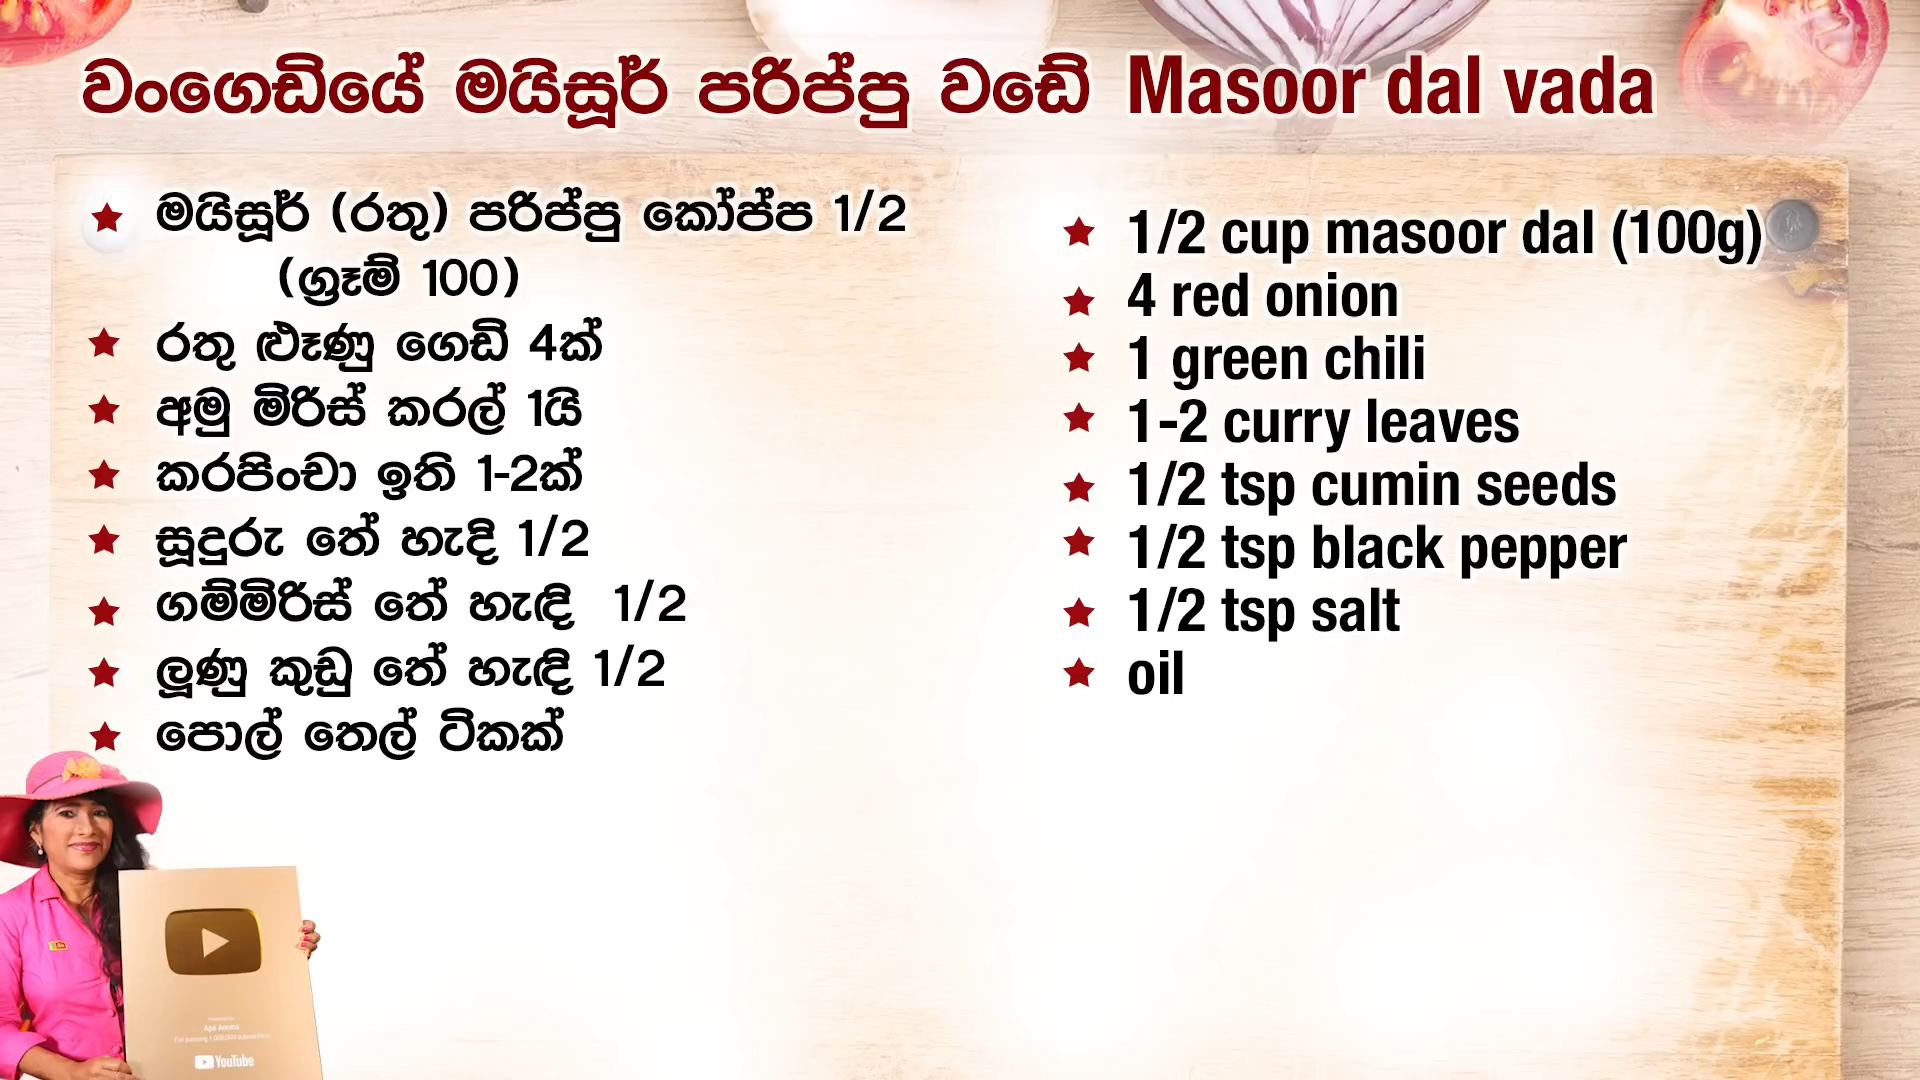 වංගෙඩියේ මයිසූර් පරිප්පු වඩේ Masoor dal vada
මයිසූර් (රතු) පරිප්පු කෝප්ප 1/2
(ග්‍රෑම් 100)
රතු ළූෑණු ගෙඩි 4ක්
අමු මිරිස් කරල් 1යි
කරපිංචා ඉති 1-2ක්
සූදුරු තේ හැදි 1/2
ගම්මිරිස් තේ හැඳි 1/2
ලූණු කුඩු තේ හැඳි 1/2
පොල් තෙල් ටිකක්
1/2 cup masoor dal (100g)
4 red onion
1 green chili
1-2 curry leaves
1/2 tsp cumin seeds
1/2 tsp black pepper
1/2 tsp salt
oil
Apé Amma
YouTube